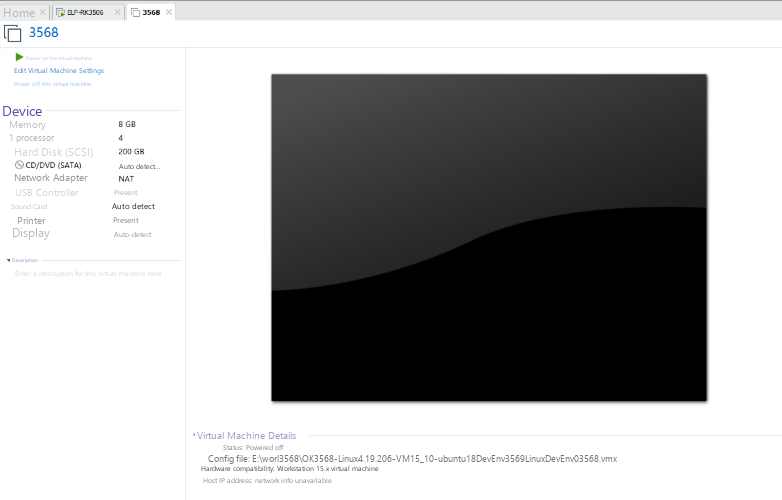 Home × ELF-RK3506 × 3568 ×
3568
Power on this virtual machine
Edit Virtual Machine Settings
Power off this virtual machine
Device
Memory 8 GB
1 processor 4
Hard Disk (SCSI) 200 GB
CD/DVD (SATA) Auto detect...
Network Adapter NAT
USB Controller Present
Sound Card Auto detect
Printer Present
Display Auto-detect
Description
Enter a description for this virtual machine here
Virtual Machine Details
Status: Powered off
Config file: E:\worl3568\OK3568-Linux4.19.206-VM15_10-ubuntu18DevEnv3569LinuxDevEnv03568.vmx
Hardware compatibility: Workstation 15.x virtual machine
Host IP address: network info unavailable